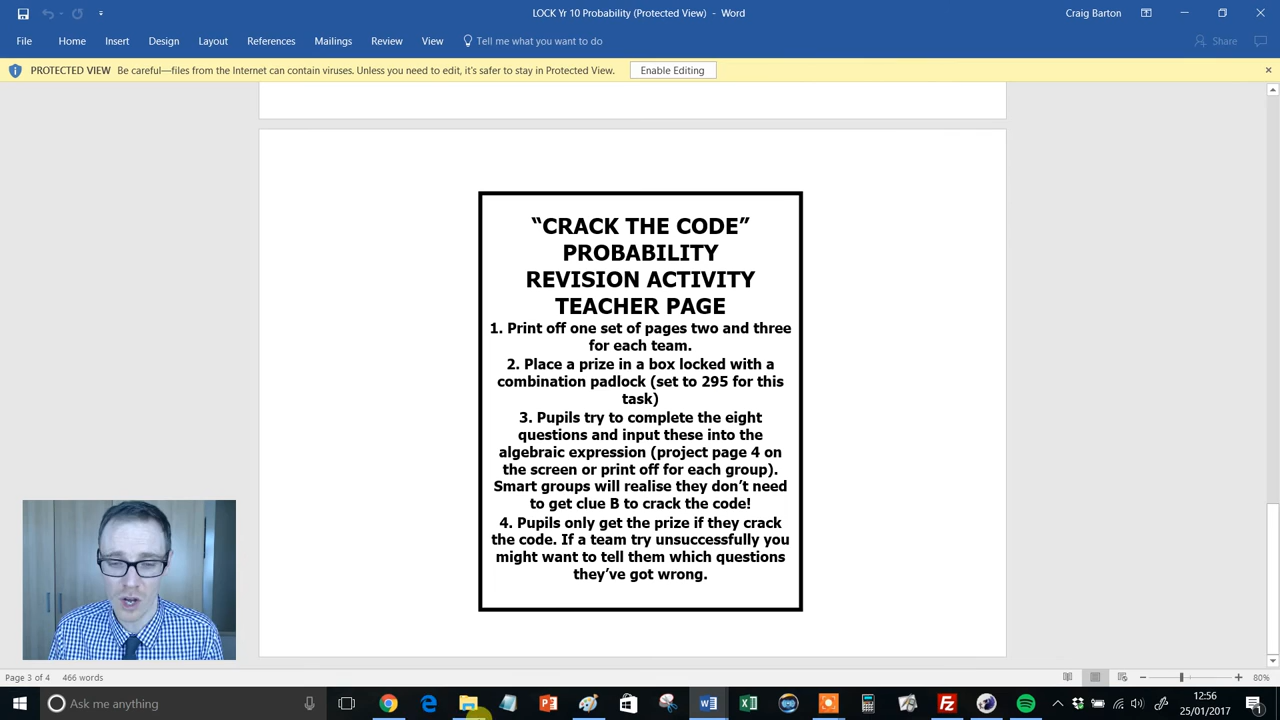 LOCK Yr 10 Probability (Protected View) - Word
Craig Barton
File Home Insert Design Layout References Mailings Review View Tell me what you want to do
Share
PROTECTED VIEW Be careful—files from the Internet can contain viruses. Unless you need to edit, it's safer to stay in Protected View. Enable Editing
“CRACK THE CODE”
PROBABILITY
REVISION ACTIVITY
TEACHER PAGE
1. Print off one set of pages two and three
for each team.
2. Place a prize in a box locked with a
combination padlock (set to 295 for this
task)
3. Pupils try to complete the eight
questions and input these into the
algebraic expression (project page 4 on
the screen or print off for each group).
Smart groups will realise they don’t need
to get clue B to crack the code!
4. Pupils only get the prize if they crack
the code. If a team try unsuccessfully you
might want to tell them which questions
they’ve got wrong.
Page 3 of 4 466 words
80%
Ask me anything
12:56
25/01/2017